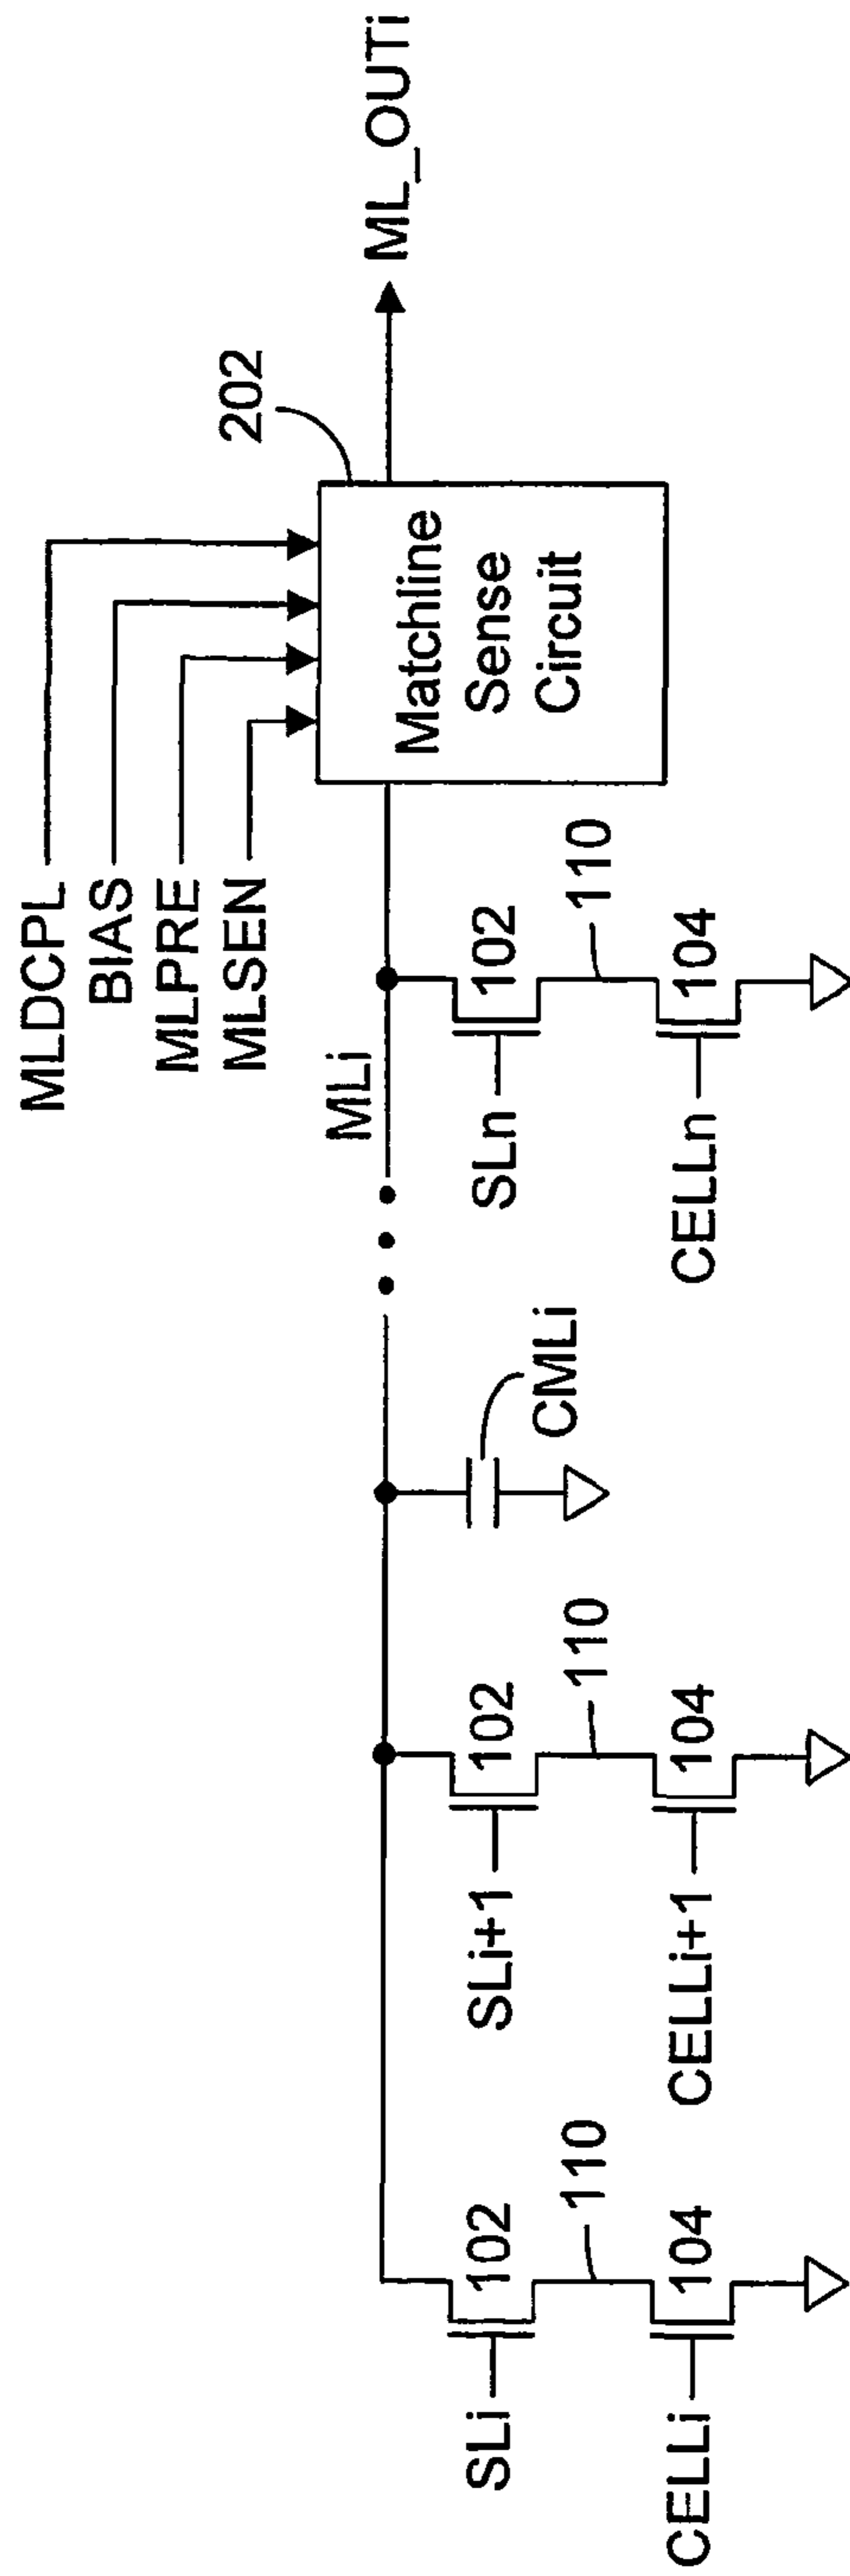 MLDCPL
BIAS
MLPRE
MLSEN
202
MLi
Matchline
Sense
Circuit
ML_OUTi
SLi
102
110
CELLi
104
SLi+1
102
110
CELLi+1
104
CMLi
SLn
102
110
CELLn
104